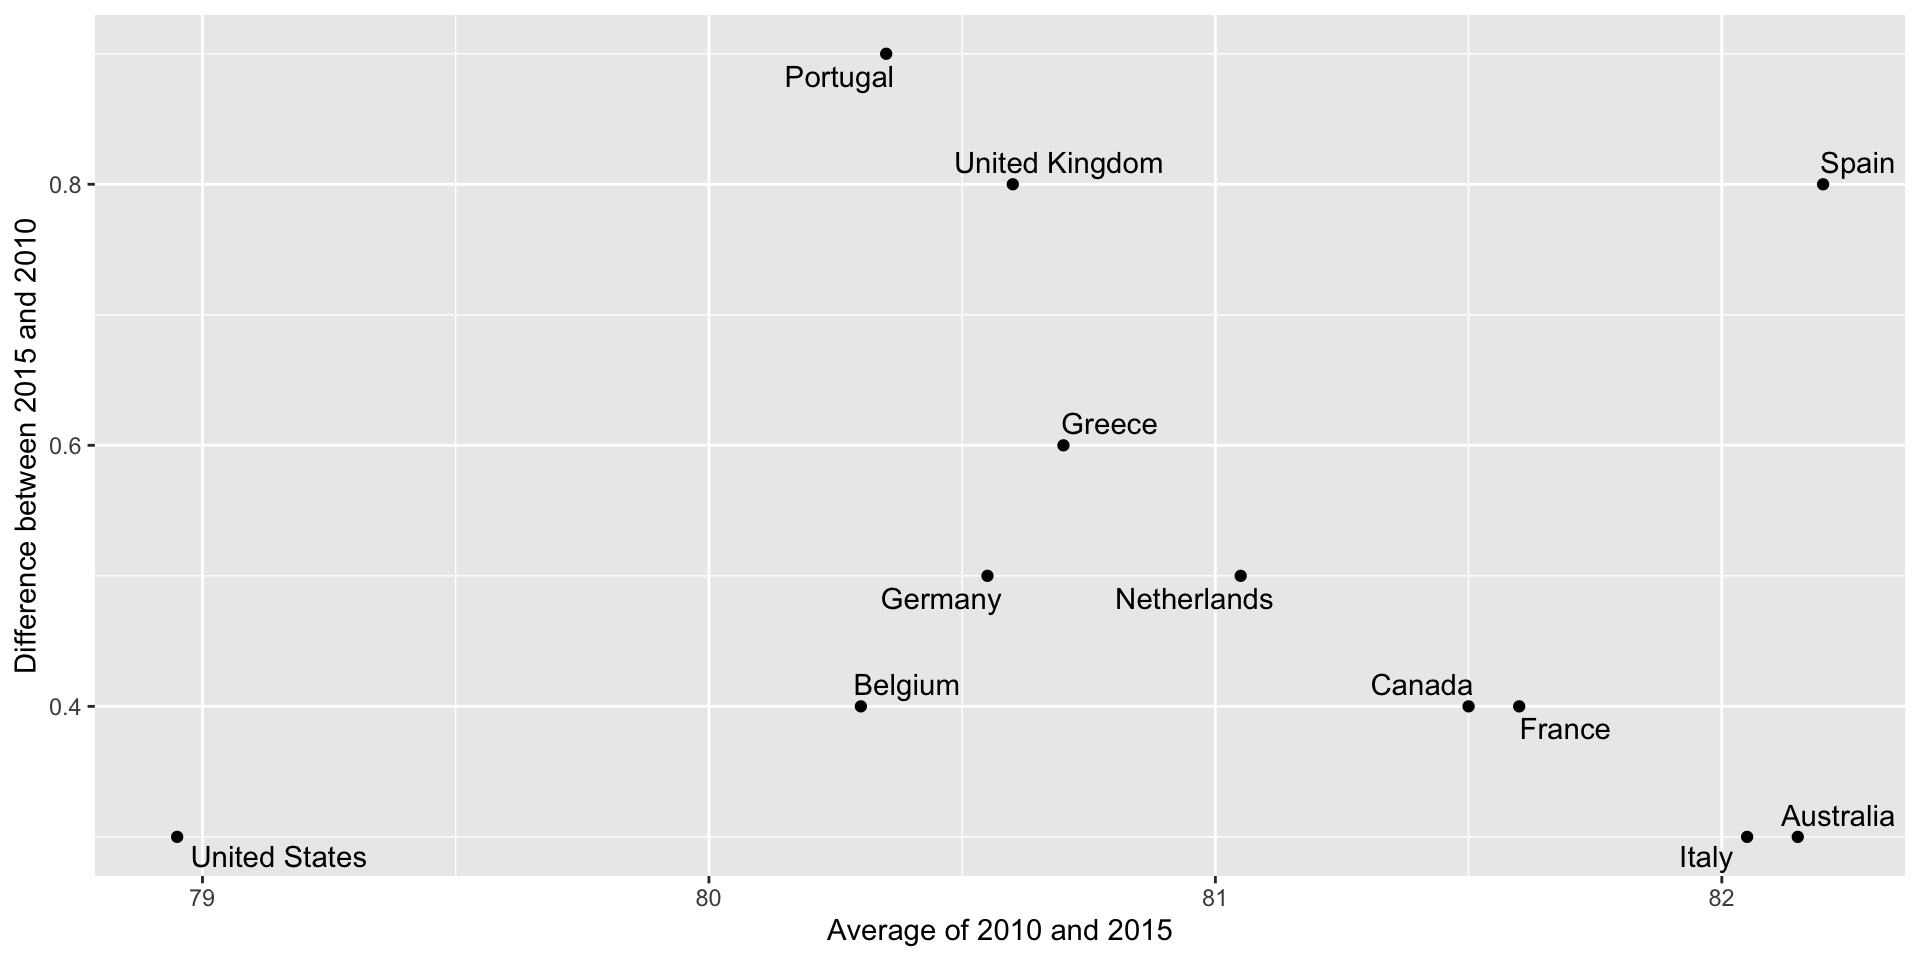 Portugal
United Kingdom
Spain
0.8
Greece
0.6
Germany
Netherlands
Belgium
Canada
0.4
France
Australia
United States
Italy
79
80
81
82
Average of 2010 and 2015
Difference between 2015 and 2010